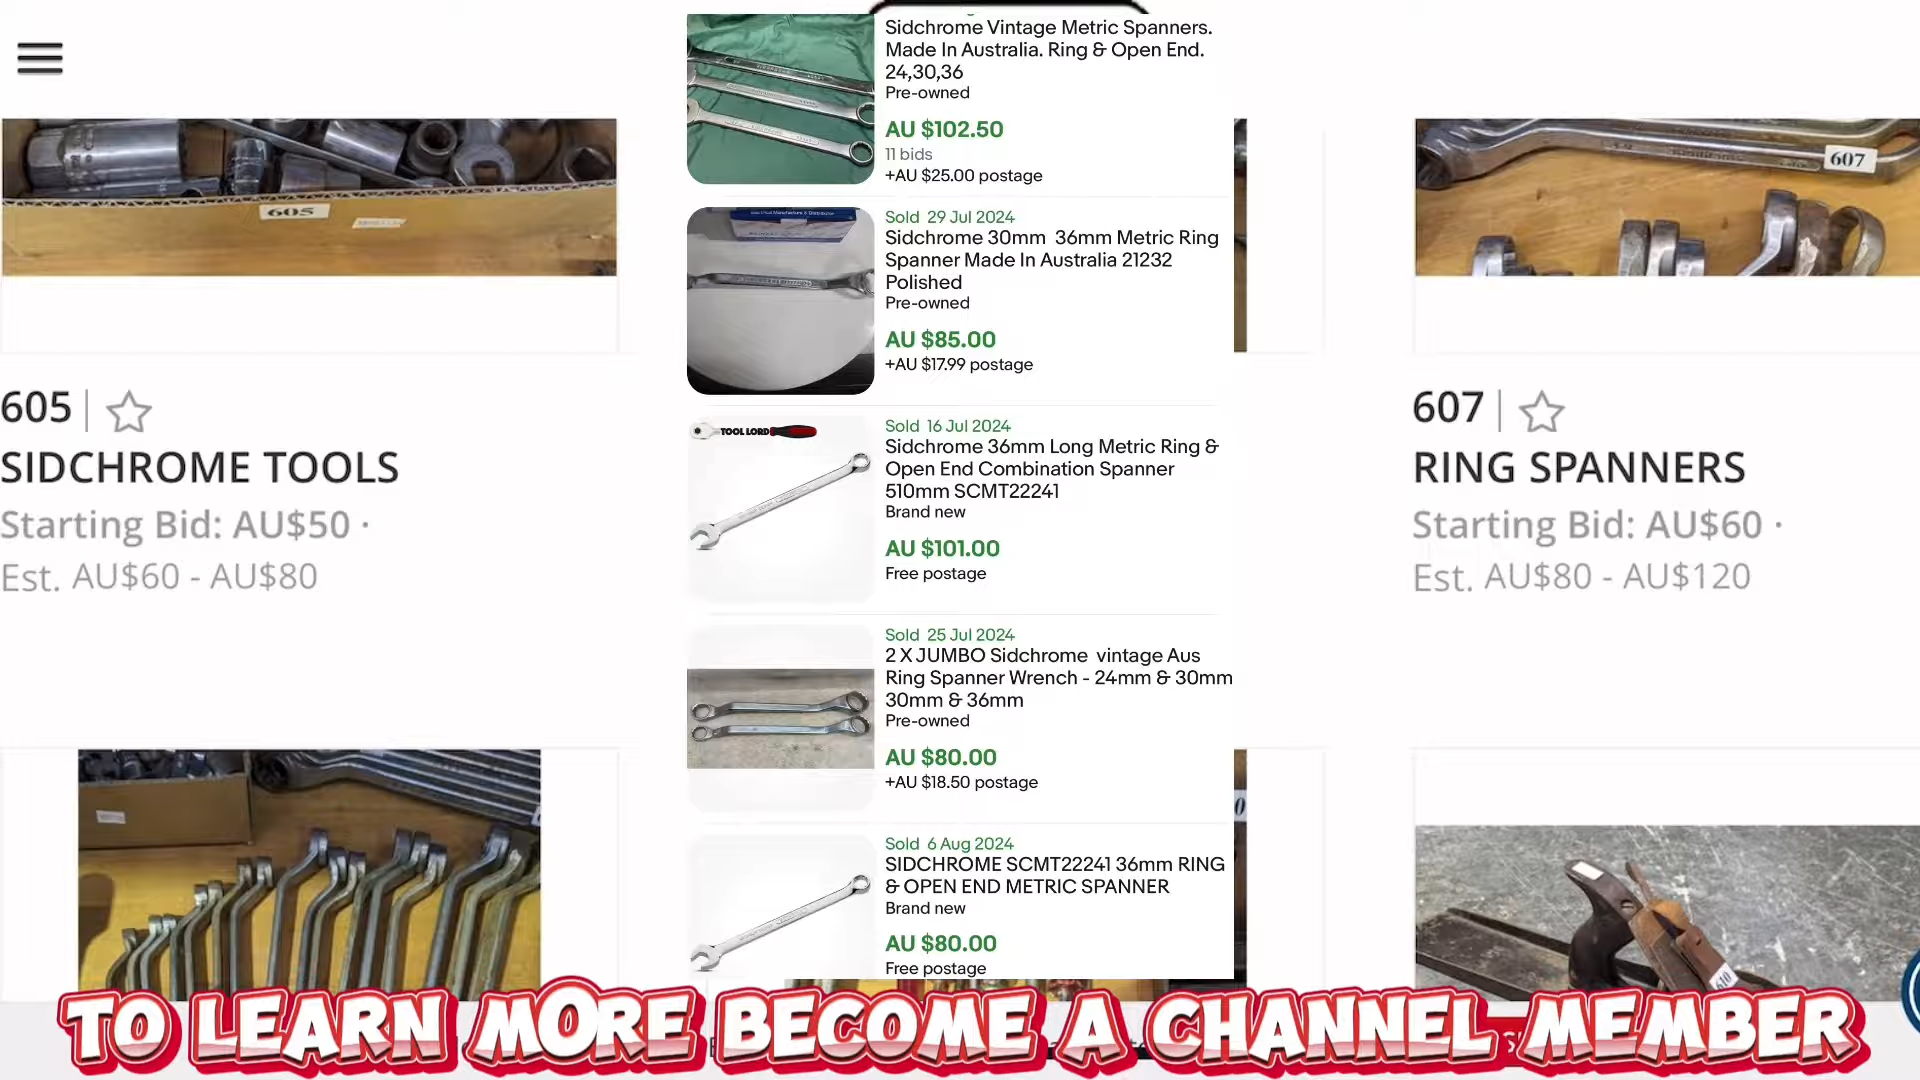 Sidchrome Vintage Metric Spanners.
Made In Australia. Ring & Open End.
24,30,36
Pre-owned
AU $102.50
11 bids
+AU $25.00 postage
Sold 29 Jul 2024
Sidchrome 30mm 36mm Metric Ring
Spanner Made In Australia 21232
Polished
Pre-owned
AU $85.00
+AU $17.99 postage
TOOL LORD
Sold 16 Jul 2024
Sidchrome 36mm Long Metric Ring &
Open End Combination Spanner
510mm SCMT22241
Brand new
AU $101.00
Free postage
Sold 25 Jul 2024
2 X JUMBO Sidchrome vintage Aus
Ring Spanner Wrench - 24mm & 30mm
30mm & 36mm
Pre-owned
AU $80.00
+AU $18.50 postage
Sold 6 Aug 2024
SIDCHROME SCMT22241 36mm RING
& OPEN END METRIC SPANNER
Brand new
AU $80.00
Free postage
605
605
SIDCHROME TOOLS
Starting Bid: AU$50 ·
Est. AU$60 - AU$80
607
607
RING SPANNERS
Starting Bid: AU$60 ·
Est. AU$80 - AU$120
610
TO LEARN MORE BECOME A CHANNEL MEMBER